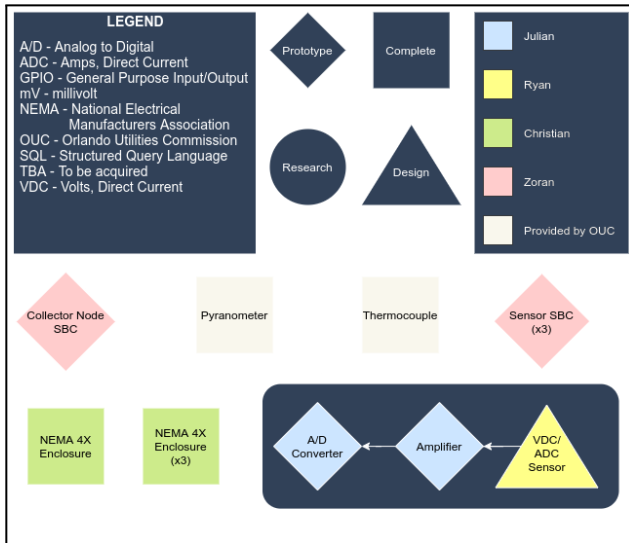 LEGEND
A/D - Analog to Digital
ADC - Amps, Direct Current
GPIO - General Purpose Input/Output
mV - millivolt
NEMA - National Electrical
Manufacturers Association
OUC - Orlando Utilities Commission
SQL - Structured Query Language
TBA - To be acquired
VDC - Volts, Direct Current
Prototype
Complete
Research
Design
Julian
Ryan
Christian
Zoran
Provided by OUC
Collector Node
SBC
Pyranometer
Thermocouple
Sensor SBC
(x3)
NEMA 4X
Enclosure
NEMA 4X
Enclosure
(x3)
A/D
Converter
Amplifier
VDC/
ADC
Sensor